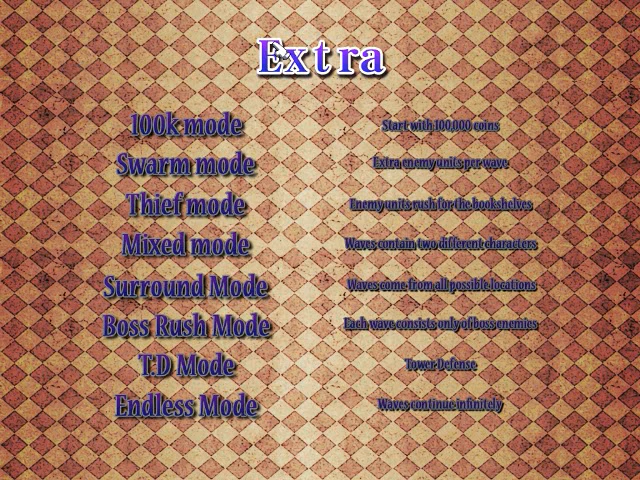 Extra
100k mode
Start with 100,000 coins
Swarm mode
Extra enemy units per wave
Thief mode
Enemy units rush for the bookshelves
Mixed mode
Waves contain two different characters
Surround Mode
Waves come from all possible locations
Boss Rush Mode
Each wave consists only of boss enemies
TD Mode
Tower Defense
Endless Mode
Waves continue infinitely